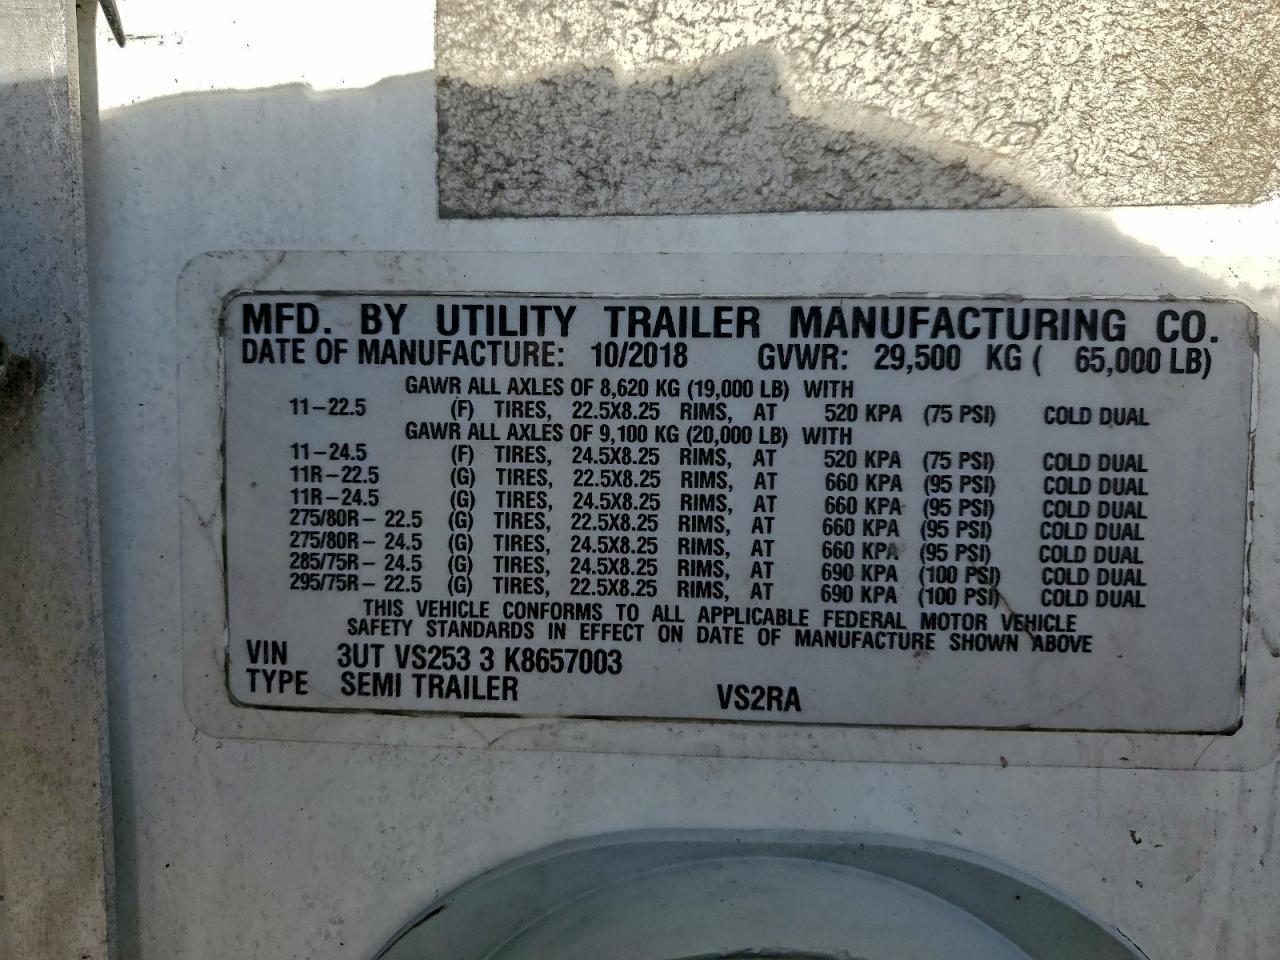 MFD. BY UTILITY TRAILER MANUFACTURING CO.
DATE OF MANUFACTURE: 10/2018 GVWR: 29,500 KG ( 65,000 LB)
GAWR ALL AXLES OF 8,620 KG (19,000 LB) WITH
11-22.5 (F) TIRES, 22.5X8.25 RIMS, AT 520 KPA (75 PSI) COLD DUAL
GAWR ALL AXLES OF 9,100 KG (20,000 LB) WITH
11-24.5 (F) TIRES, 24.5X8.25 RIMS, AT 520 KPA (75 PSI) COLD DUAL
11R-22.5 (G) TIRES, 22.5X8.25 RIMS, AT 660 KPA (95 PSI) COLD DUAL
11R-24.5 (G) TIRES, 24.5X8.25 RIMS, AT 660 KPA (95 PSI) COLD DUAL
275/80R- 22.5 (G) TIRES, 22.5X8.25 RIMS, AT 660 KPA (95 PSI) COLD DUAL
275/80R- 24.5 (G) TIRES, 24.5X8.25 RIMS, AT 660 KPA (95 PSI) COLD DUAL
285/75R- 24.5 (G) TIRES, 24.5X8.25 RIMS, AT 690 KPA (100 PSI) COLD DUAL
295/75R- 22.5 (G) TIRES, 22.5X8.25 RIMS, AT 690 KPA (100 PSI) COLD DUAL
THIS VEHICLE CONFORMS TO ALL APPLICABLE FEDERAL MOTOR VEHICLE
SAFETY STANDARDS IN EFFECT ON DATE OF MANUFACTURE SHOWN ABOVE
VIN 3UT VS253 3 K8657003
TYPE SEMI TRAILER VS2RA